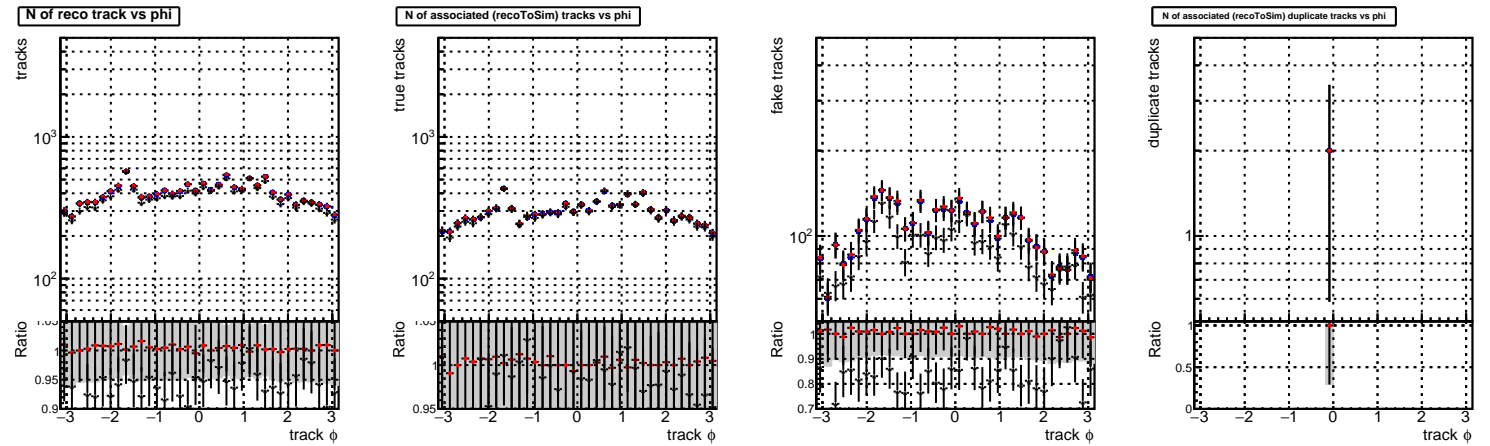 N of reco track vs phi
tracks
10³
10²
Ratio
1.05
1
0.95
0.9
−3 −2 −1 0 1 2 3
track ϕ
N of associated (recoToSim) tracks vs phi
true tracks
10³
10²
Ratio
1
0.95
−3 −2 −1 0 1 2 3
track ϕ
fake tracks
10²
Ratio
1
0.9
0.8
0.7
−3 −2 −1 0 1 2 3
track ϕ
N of associated (recoToSim) duplicate tracks vs phi
duplicate tracks
1
Ratio
1
0.5
0
−3 −2 −1 0 1 2 3
track ϕ